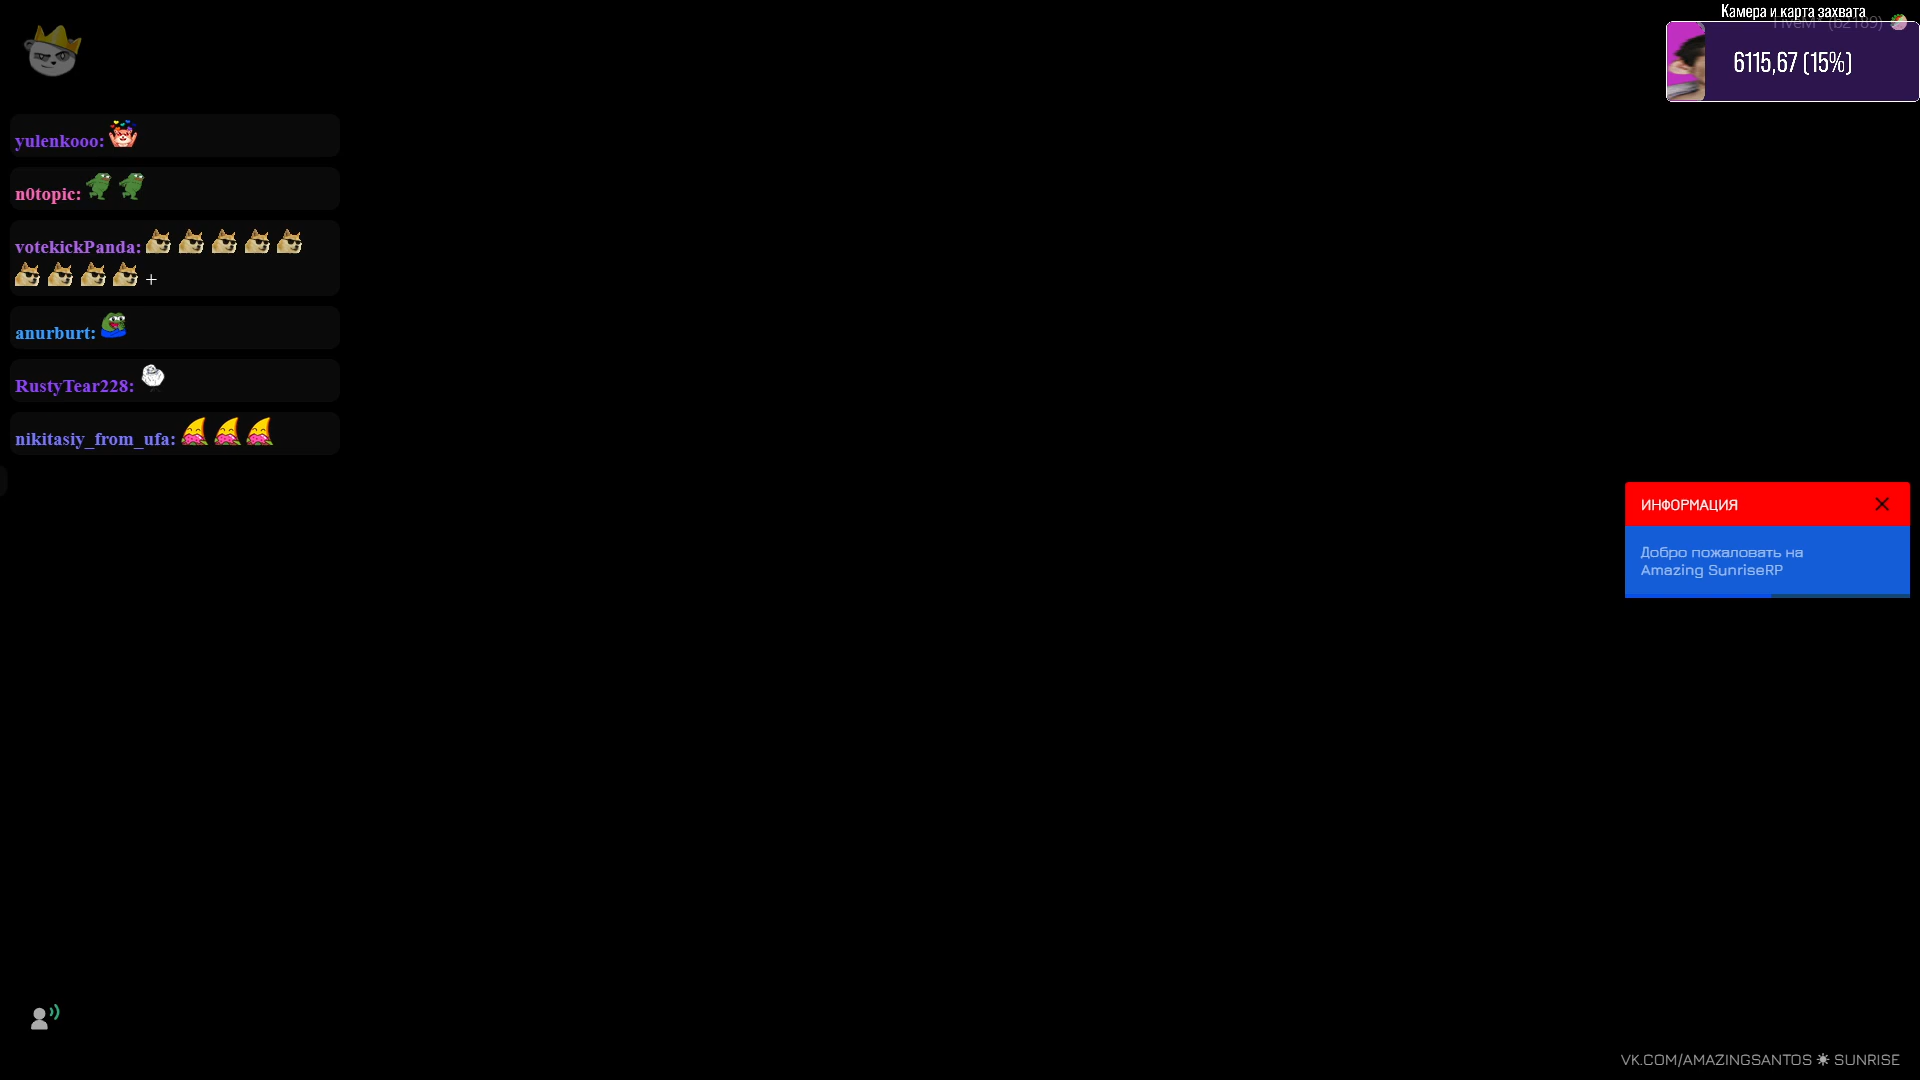 Камера и карта захвата
6115,67 (15%)
yulenkooo:
n0topic:
votekickPanda:
+
anurburt:
RustyTear228:
nikitasiy_from_ufa:
ИНФОРМАЦИЯ
Добро пожаловать на
Amazing SunriseRP
VK.COM/AMAZINGSANTOS ☀ SUNRISE